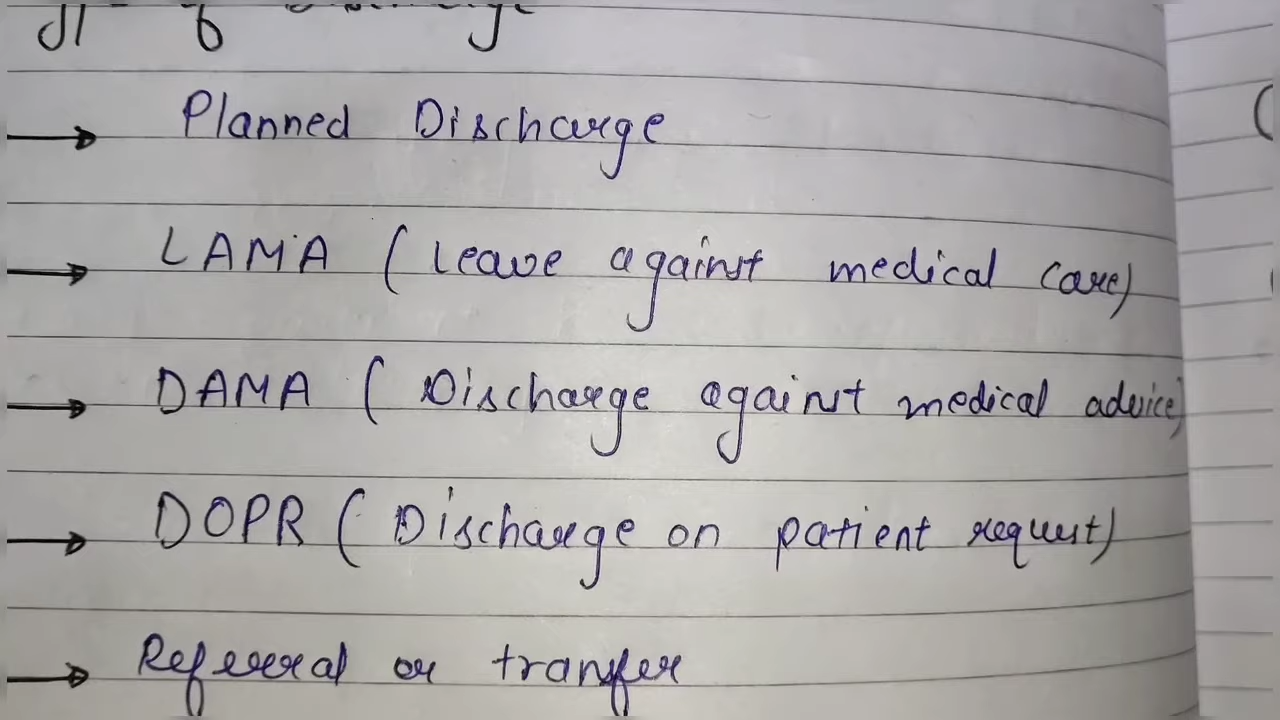 of
→ Planned Discharge
→ LAMA (Leave against medical care)
→ DAMA (Discharge against medical advice)
→ DOPR (Discharge on patient request)
→ Referral or transfer